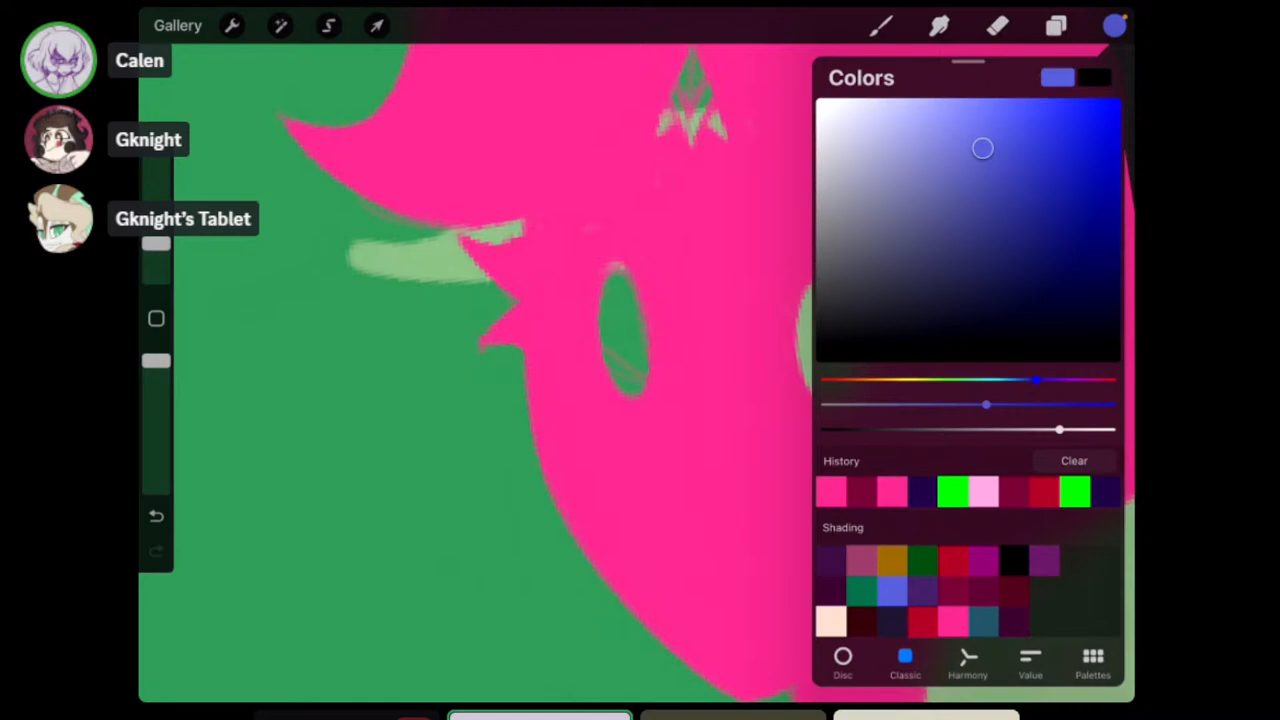 Gallery
Calen
Gknight
Gknight's Tablet
Colors
History
Clear
Shading
Disc
Classic
Harmony
Value
Palettes